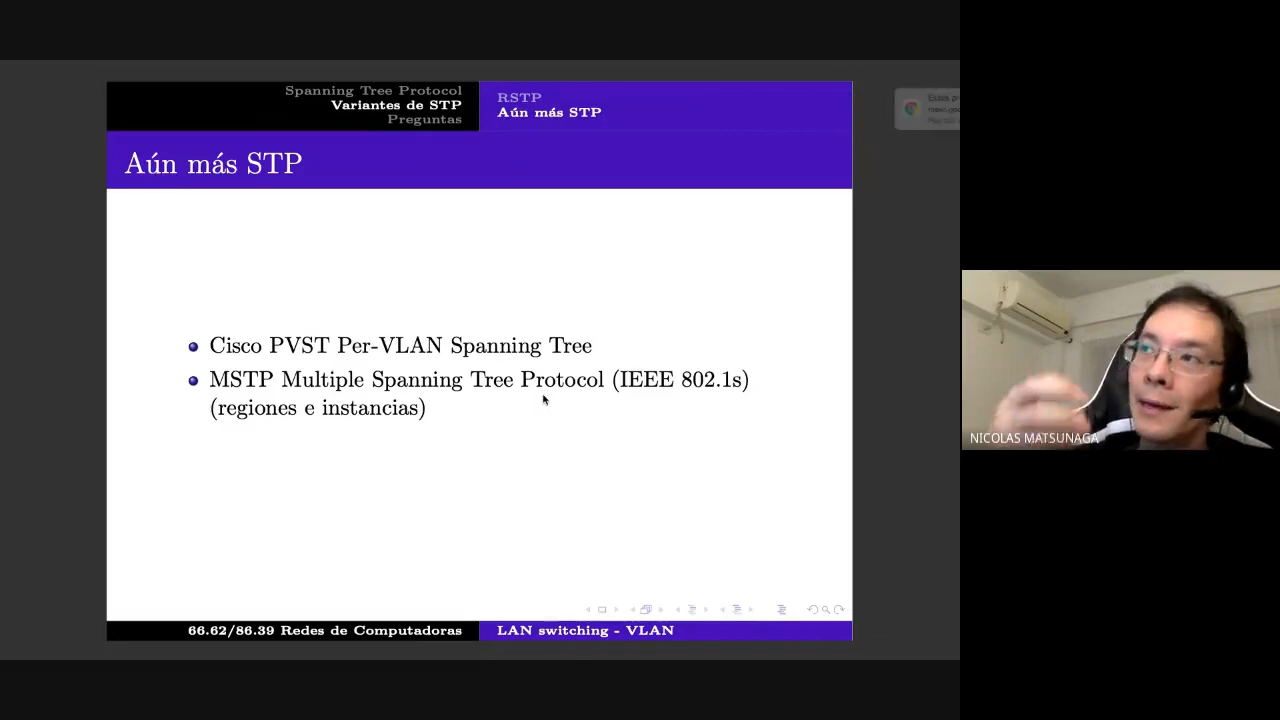 Spanning Tree Protocol
Variantes de STP
Preguntas
RSTP
Aún más STP
Aún más STP
Cisco PVST Per-VLAN Spanning Tree
MSTP Multiple Spanning Tree Protocol (IEEE 802.1s)
(regiones e instancias)
66.62/86.39 Redes de Computadoras
LAN switching - VLAN
NICOLAS MATSUNAGA